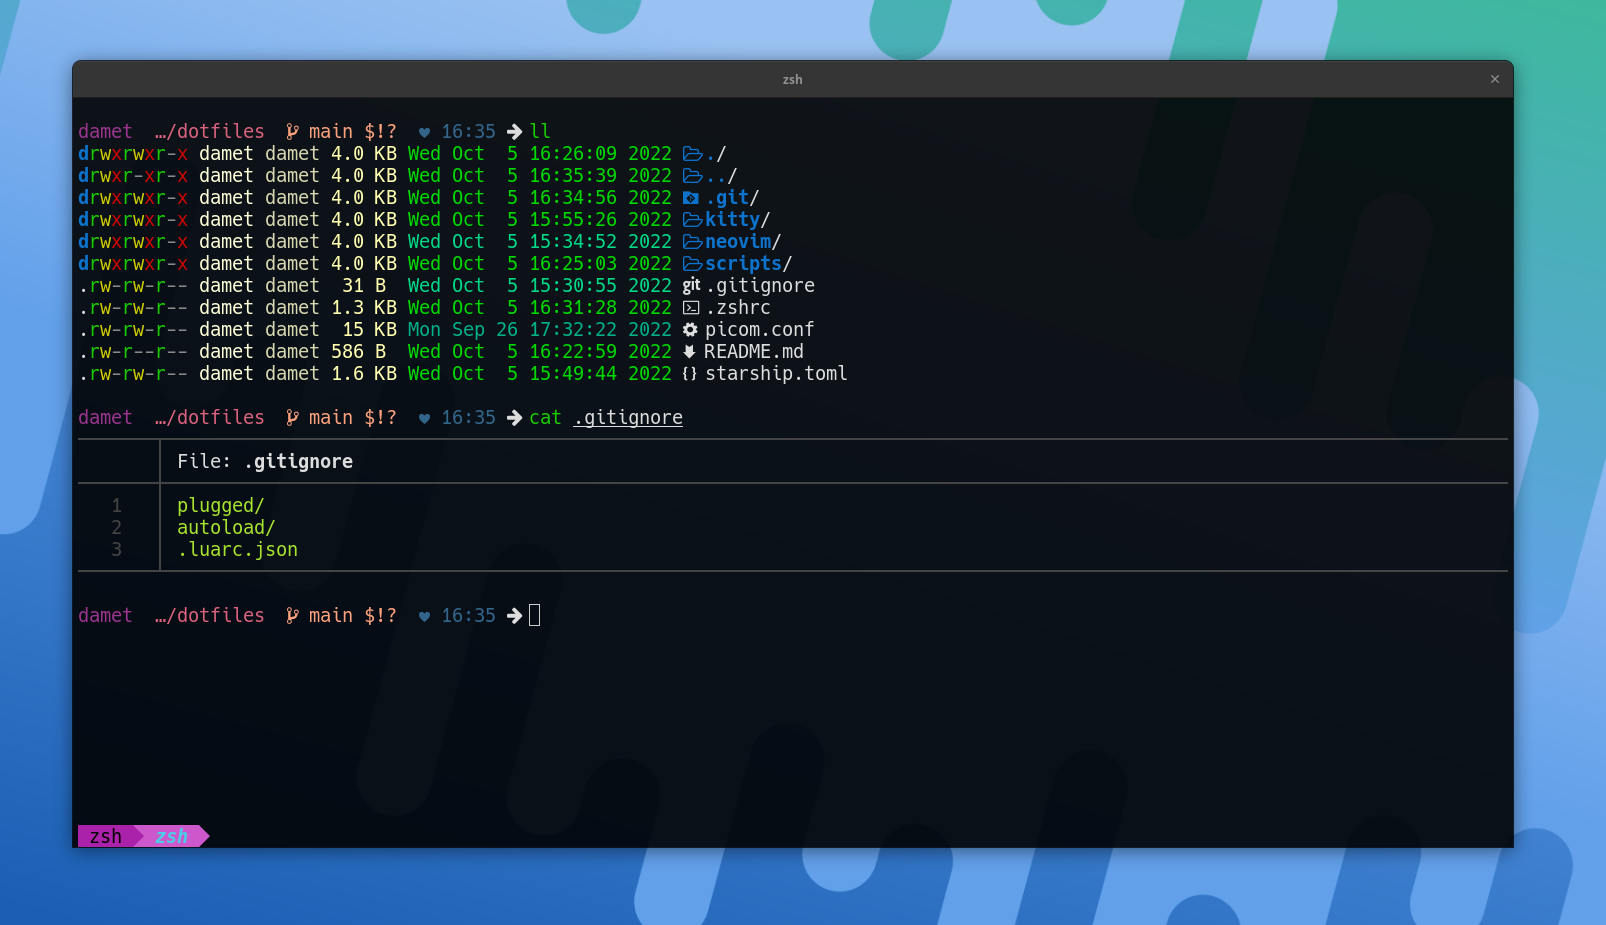 zsh ✕
damet …/dotfiles main $!? ♥ 16:35 → ll
drwxrwxr-x damet damet 4.0 KB Wed Oct  5 16:26:09 2022 ./
drwxr-xr-x damet damet 4.0 KB Wed Oct  5 16:35:39 2022 ../
drwxrwxr-x damet damet 4.0 KB Wed Oct  5 16:34:56 2022 .git/
drwxrwxr-x damet damet 4.0 KB Wed Oct  5 15:55:26 2022 kitty/
drwxrwxr-x damet damet 4.0 KB Wed Oct  5 15:34:52 2022 neovim/
drwxrwxr-x damet damet 4.0 KB Wed Oct  5 16:25:03 2022 scripts/
.rw-rw-r-- damet damet  31 B  Wed Oct  5 15:30:55 2022 git .gitignore
.rw-rw-r-- damet damet 1.3 KB Wed Oct  5 16:31:28 2022 .zshrc
.rw-rw-r-- damet damet  15 KB Mon Sep 26 17:32:22 2022 picom.conf
.rw-r--r-- damet damet 586 B  Wed Oct  5 16:22:59 2022 README.md
.rw-rw-r-- damet damet 1.6 KB Wed Oct  5 15:49:44 2022 {} starship.toml
damet …/dotfiles main $!? ♥ 16:35 → cat .gitignore
File: .gitignore
1 plugged/
2 autoload/
3 .luarc.json
damet …/dotfiles main $!? ♥ 16:35 →
zsh zsh